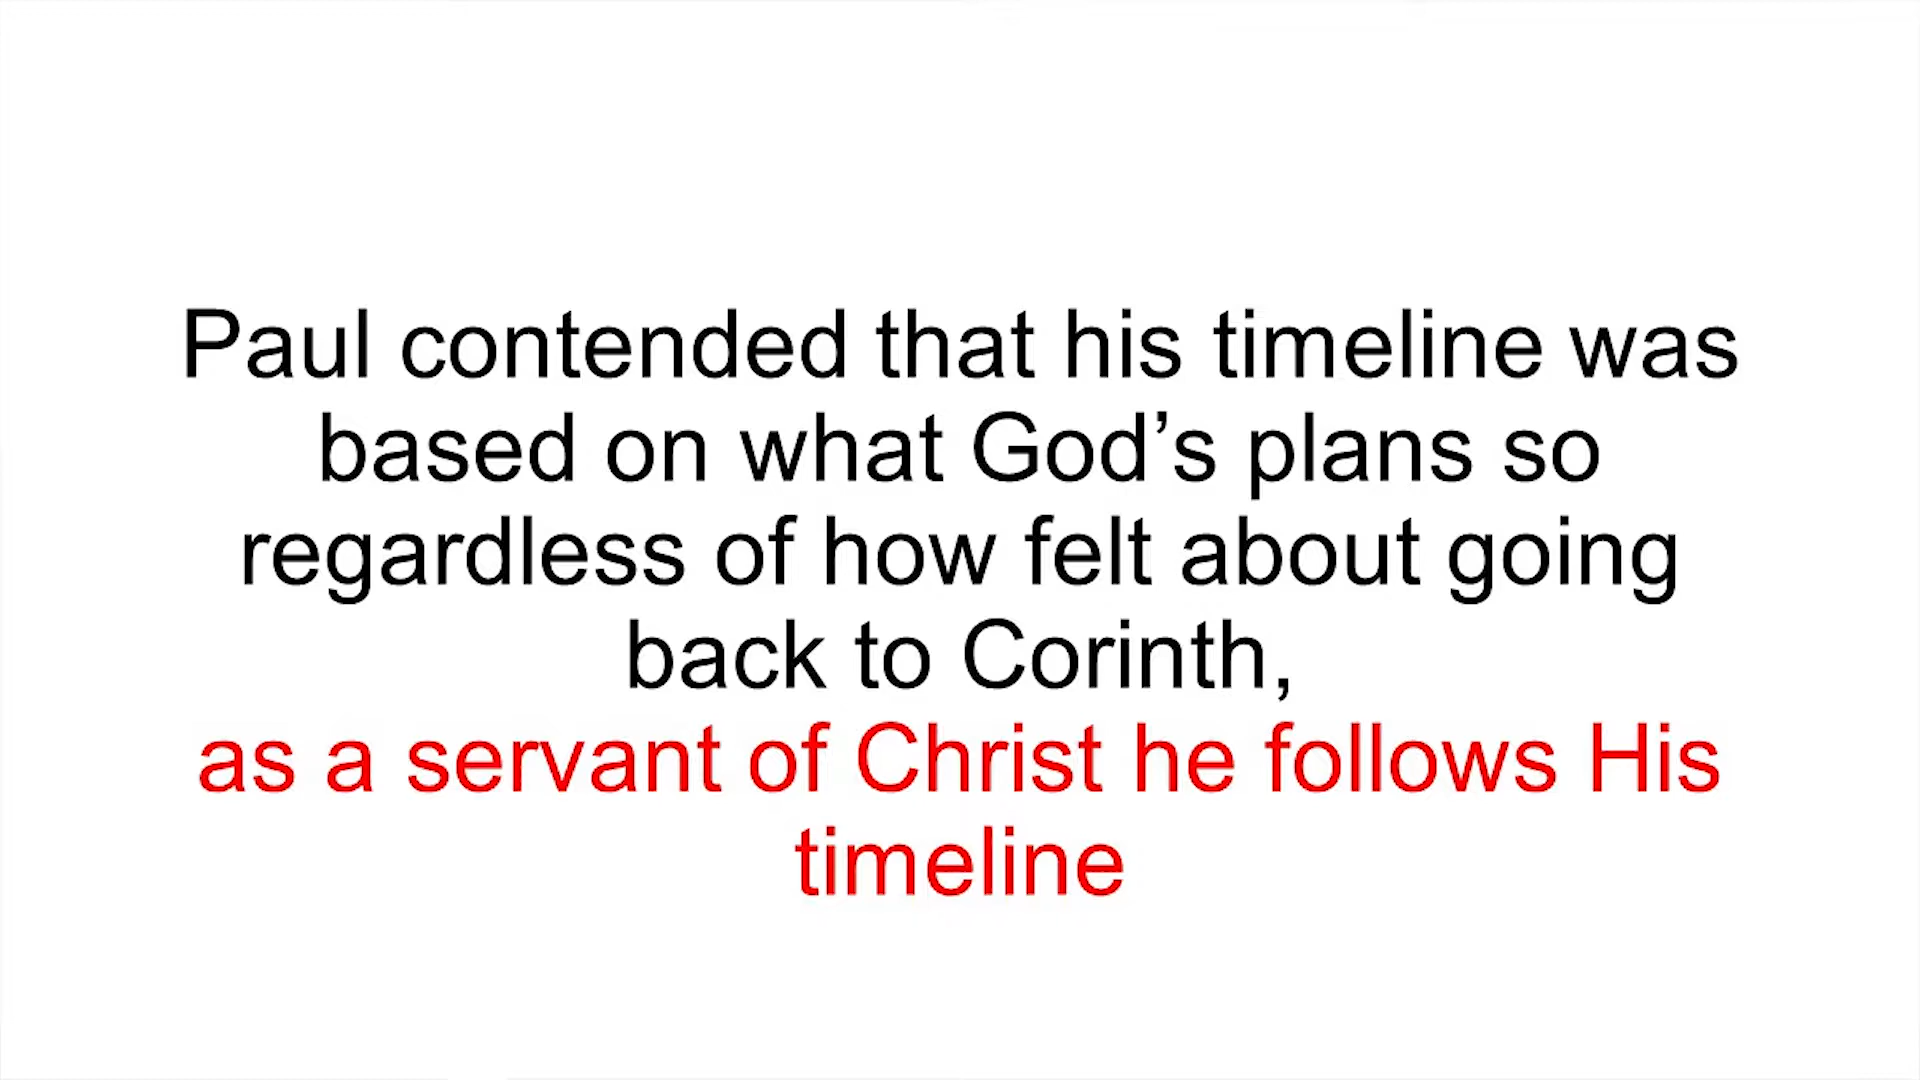 Paul contended that his timeline was
based on what God’s plans so
regardless of how felt about going
back to Corinth,
as a servant of Christ he follows His
timeline